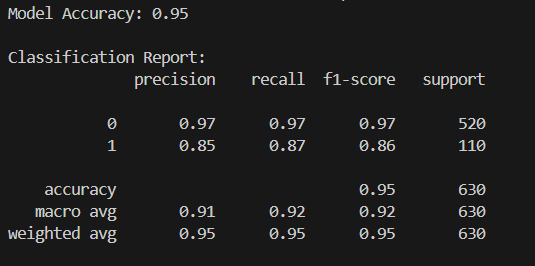 Model Accuracy: 0.95
Classification Report:
precision recall f1-score support
0 0.97 0.97 0.97 520
1 0.85 0.87 0.86 110
accuracy 0.95 630
macro avg 0.91 0.92 0.92 630
weighted avg 0.95 0.95 0.95 630